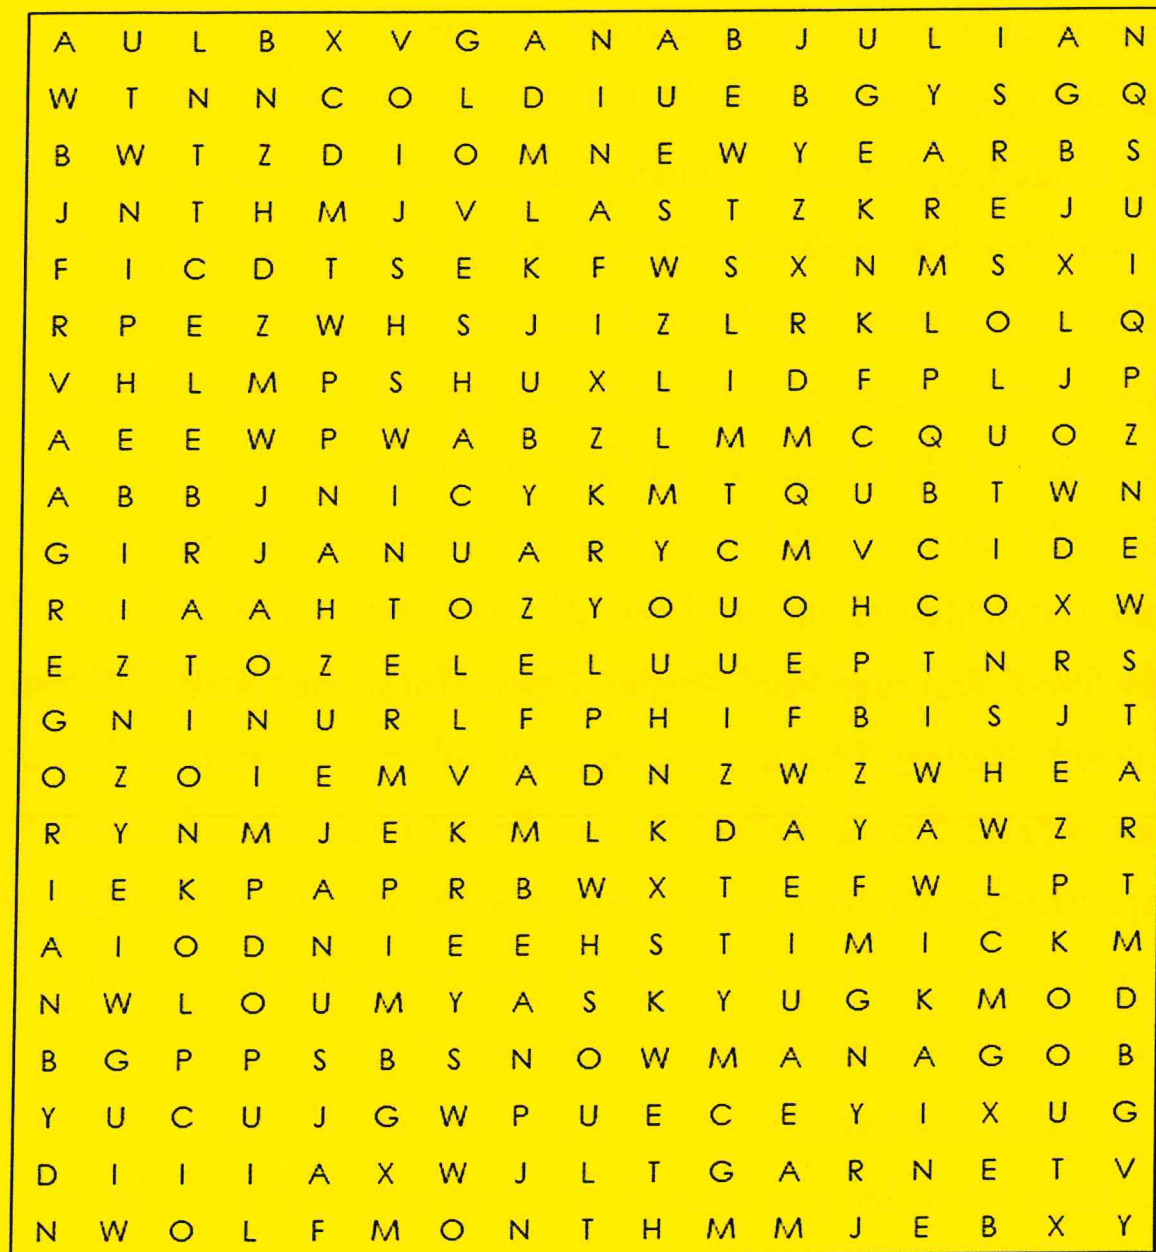 A U L B X V G A N A B J U L I A N
W T N N C O L D I U E B G Y S G Q
B W T Z D I O M N E W Y E A R B S
J N T H M J V L A S T Z K R E J U
F I C D T S E K F W S X N M S X I
R P E Z W H S J I Z L R K L O L Q
V H L M P S H U X L I D F P L J P
A E E W P W A B Z L M M C Q U O Z
A B B J N I C Y K M T Q U B T W N
G I R J A N U A R Y C M V C I D E
R I A A H T O Z Y O U O H C O X W
E Z T O Z E L E L U U E P T N R S
G N I N U R L F P H I F B I S J T
O Z O I E M V A D N Z W Z W H E A
R Y N M J E K M L K D A Y A W Z R
I E K P A P R B W X T E F W L P T
A I O D N I E E H S T I M I C K M
N W L O U M Y A S K Y U G K M O D
B G P P S B S N O W M A N A G O B
Y U C U J G W P U E C E Y I X U G
D I I I A X W J L T G A R N E T V
N W O L F M O N T H M M J E B X Y